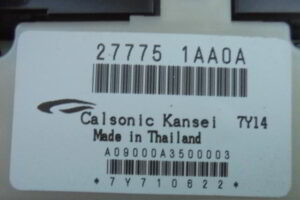 27775 1AA0A
Calsonic Kansei 7Y14
Made in Thailand
A09000A3500003
*7Y710822*